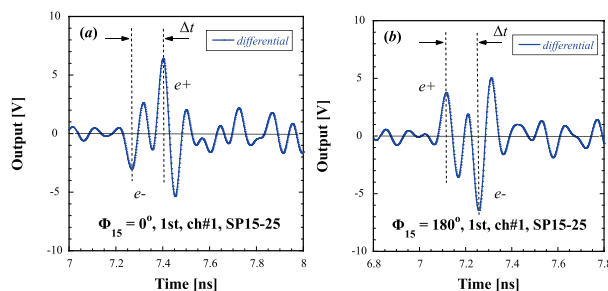 (a)
Δt
differential
e+
e-
Φ15 = 0o, 1st, ch#1, SP15-25
Output [V]
10
5
0
-5
-10
7
7.2
7.4
7.6
7.8
8
Time [ns]
(b)
Δt
differential
e+
e-
Φ15 = 180o, 1st, ch#1, SP15-25
Output [V]
10
5
0
-5
-10
6.8
7
7.2
7.4
7.6
7.8
Time [ns]